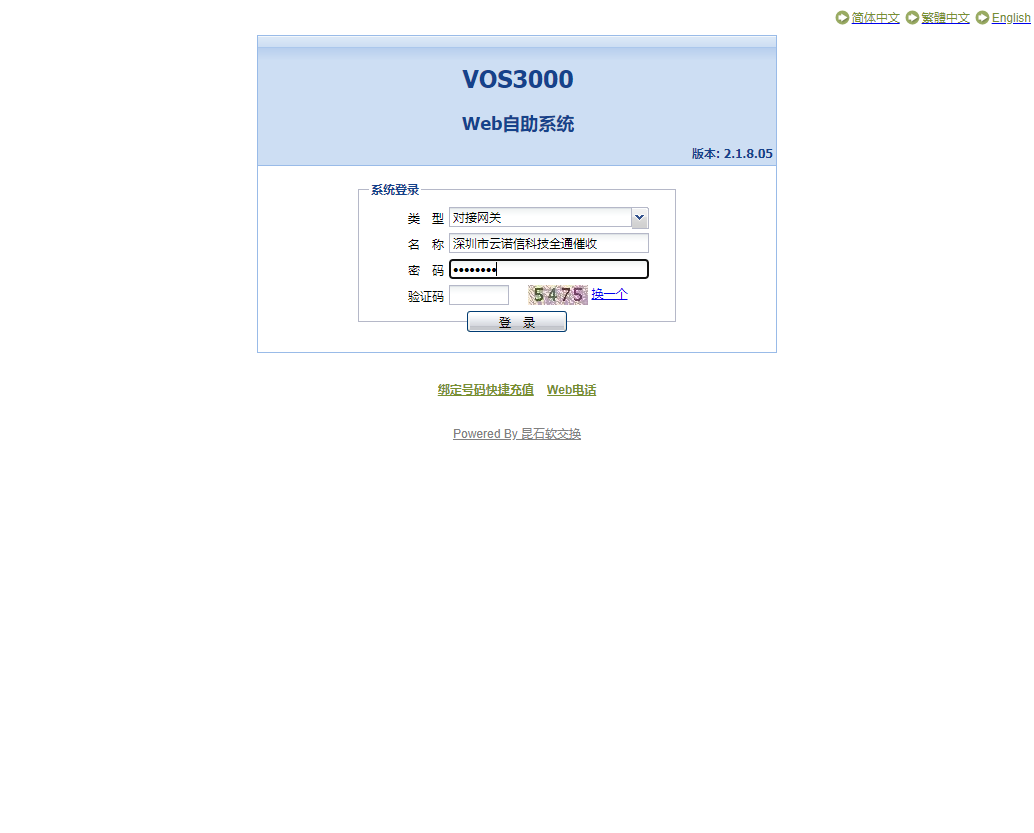 简体中文 繁體中文 English
VOS3000
Web自助系统
版本: 2.1.8.05
系统登录
类 型 对接网关
名 称 深圳市云诺信科技全通催收
密 码 ••••••••
验证码 5475 换一个
登 录
绑定号码快捷充值 Web电话
Powered By 昆石软交换